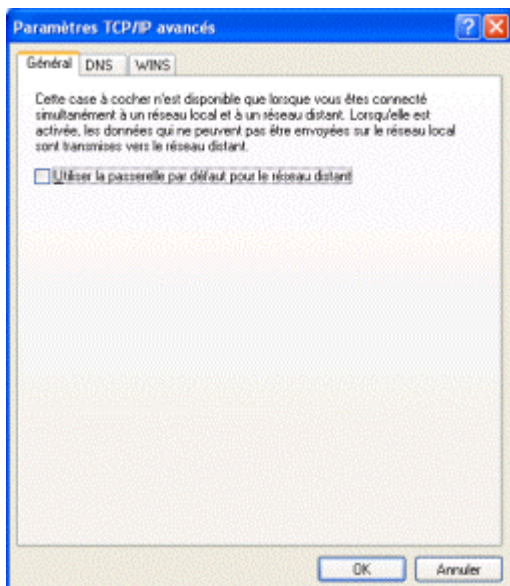 Paramètres TCP/IP avancés
Général DNS WINS
Cette case à cocher n'est disponible que lorsque vous êtes connecté
simultanément à un réseau local et à un réseau distant. Lorsqu'elle est
activée, les données qui ne peuvent pas être envoyées sur le réseau local
sont transmises vers le réseau distant.
Utiliser la passerelle par défaut pour le réseau distant
OK Annuler